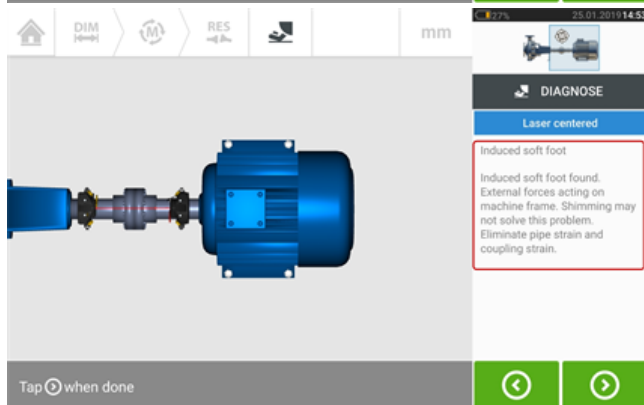 DIM
M
RES
mm
27%
25.01.2019 14:53
DIAGNOSE
Laser centered
Induced soft foot
Induced soft foot found.
External forces acting on
machine frame. Shimming may
not solve this problem.
Eliminate pipe strain and
coupling strain.
Tap when done